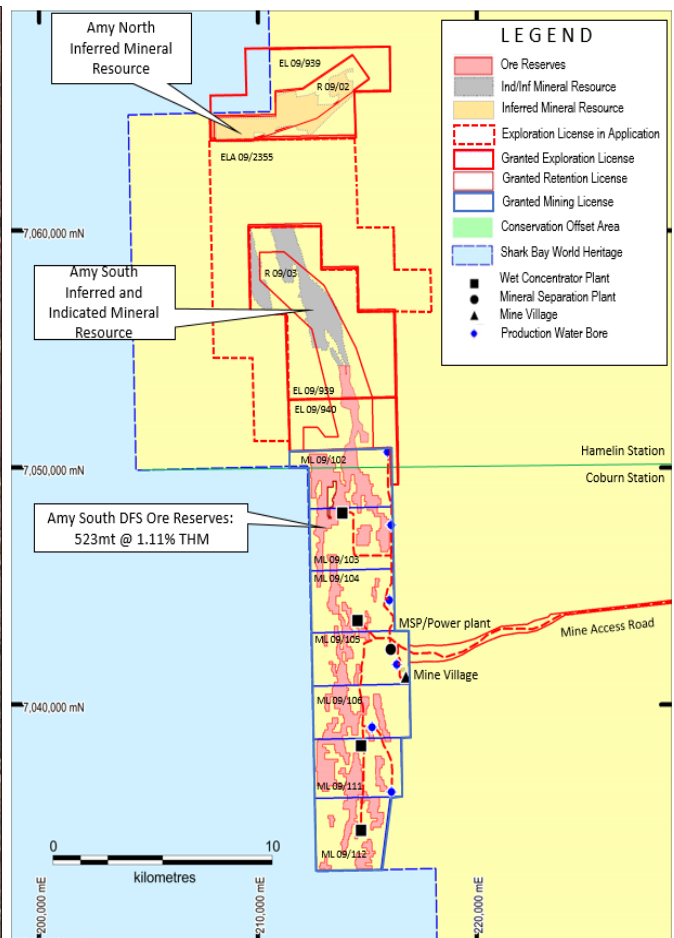 Amy North
Inferred Mineral
Resource
EL 09/939
R 09/02
ELA 09/2355
LEGEND
Ore Reserves
Ind/Inf Mineral Resource
Inferred Mineral Resource
Exploration License in Application
Granted Exploration License
Granted Retention License
Granted Mining License
Conservation Offset Area
Shark Bay World Heritage
Wet Concentrator Plant
Mineral Separation Plant
Mine Village
Production Water Bore
7,060,000 mN
Amy South
Inferred and
Indicated Mineral
Resource
R 09/03
EL 09/939
EL 09/940
ML 09/102
Hamelin Station
7,050,000 mN
Coburn Station
Amy South DFS Ore Reserves:
523mt @ 1.11% THM
ML 09/103
ML 09/104
MSP/Power plant
Mine Access Road
ML 09/105
Mine Village
ML 09/106
7,040,000 mN
ML 09/111
ML 09/112
0
10
kilometres
200,000 mE
210,000 mE
220,000 mE